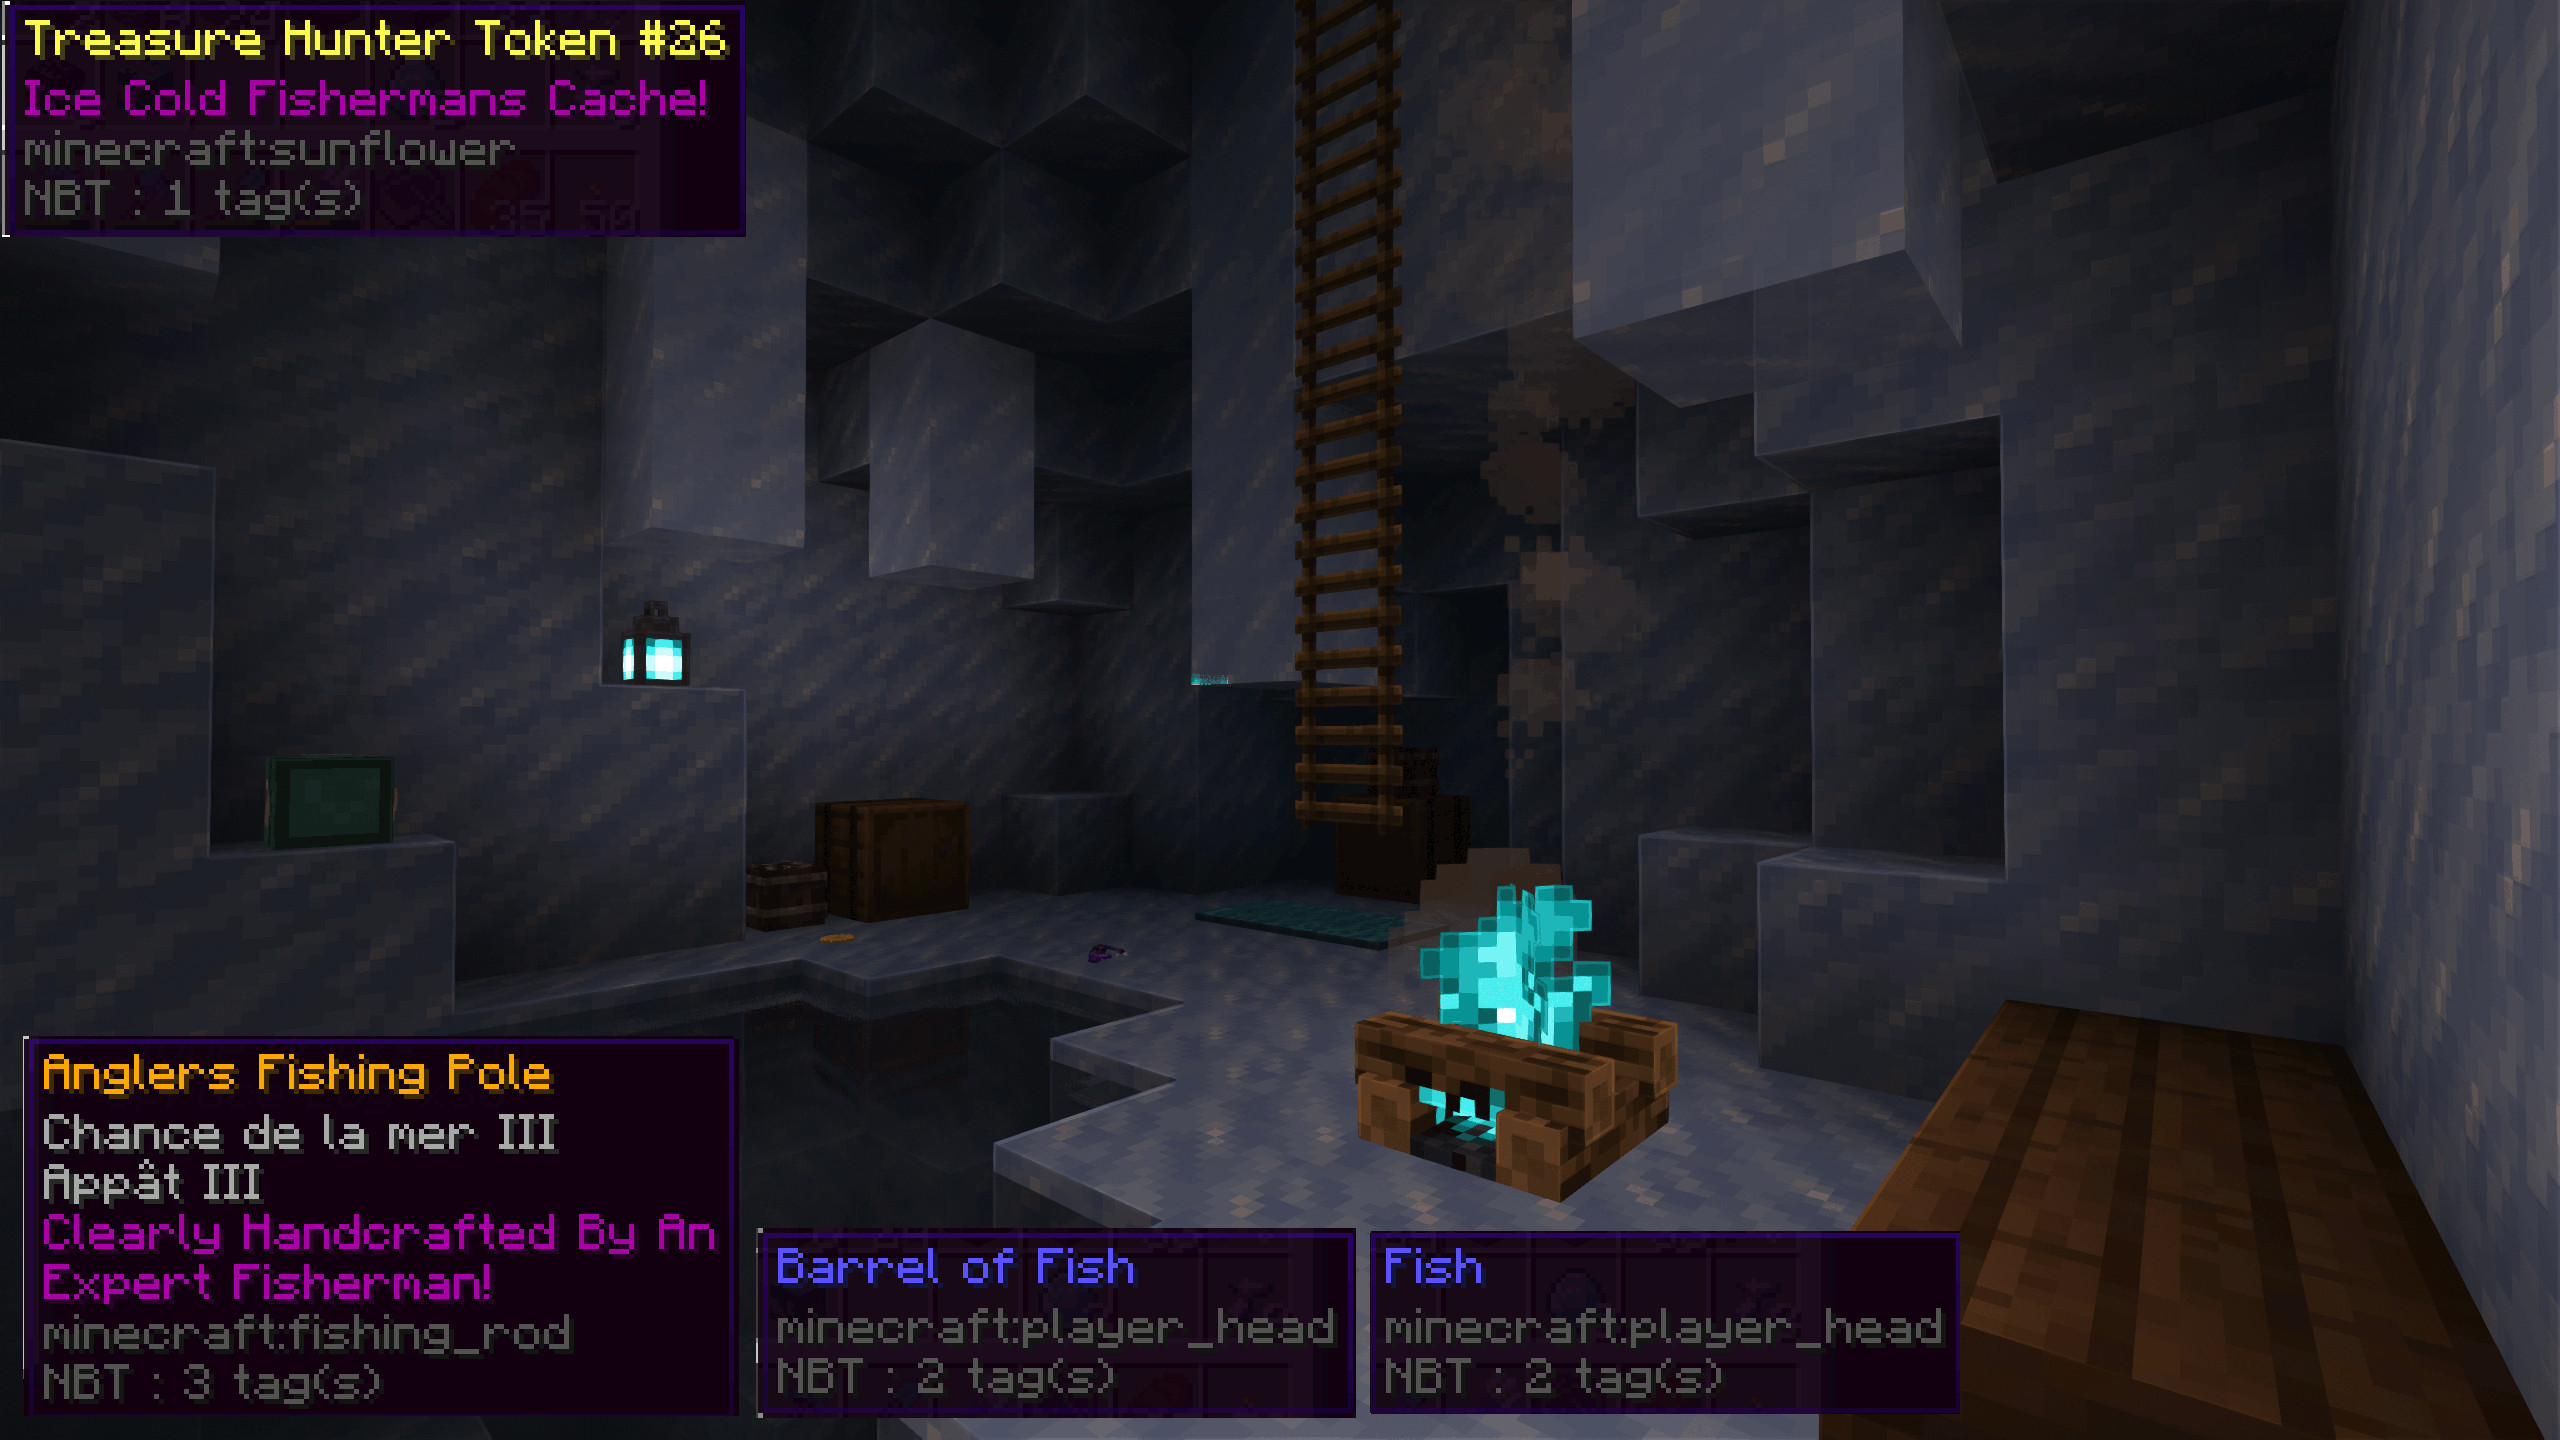 Treasure Hunter Token #26
Ice Cold Fishermans Cache!
minecraft:sunflower
NBT : 1 tag(s)
Anglers Fishing Pole
Chance de la mer III
Appât III
Clearly Handcrafted By An
Expert Fisherman!
minecraft:fishing_rod
NBT : 3 tag(s)
Barrel of Fish
minecraft:player_head
NBT : 2 tag(s)
Fish
minecraft:player_head
NBT : 2 tag(s)